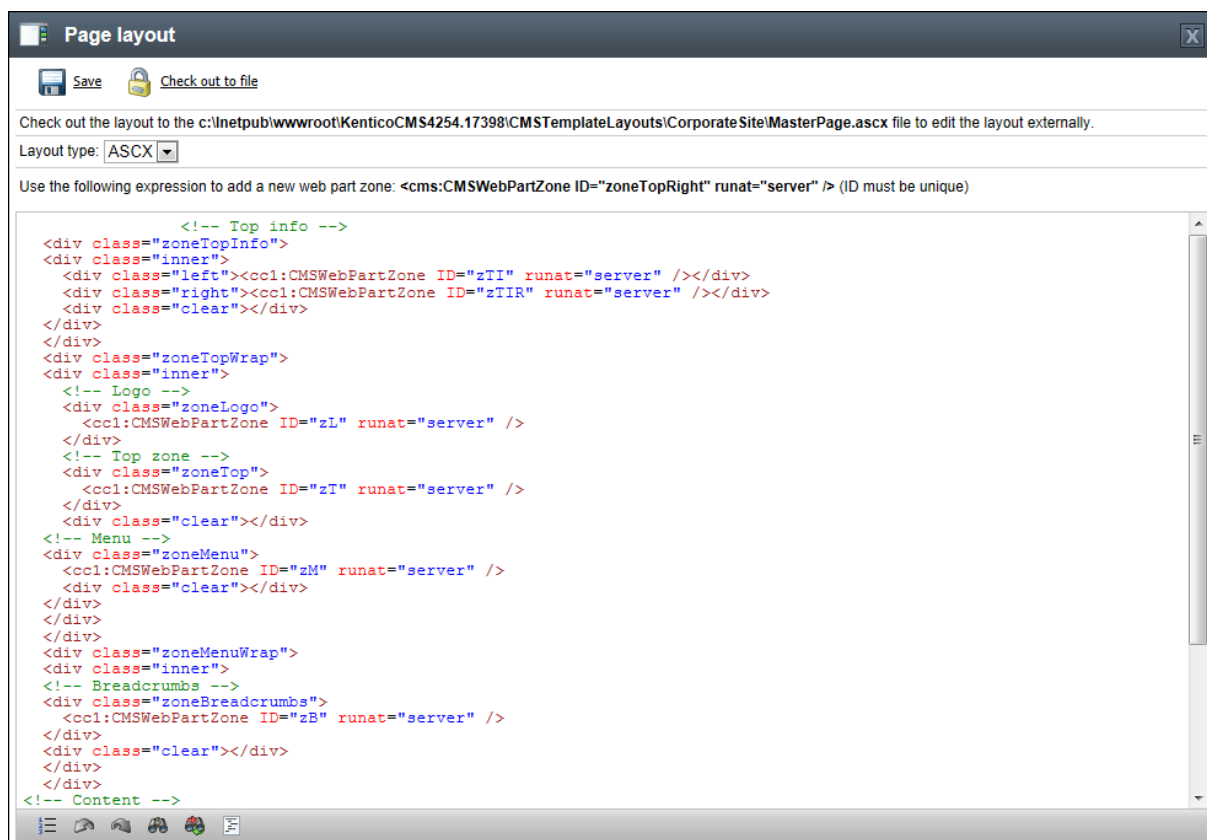 Page layout
X
Save Check out to file
Check out the layout to the c:\Inetpub\wwwroot\KenticoCMS4254.17398\CMSTemplateLayouts\CorporateSite\MasterPage.ascx file to edit the layout externally.
Layout type: ASCX
Use the following expression to add a new web part zone: <cms:CMSWebPartZone ID="zoneTopRight" runat="server" /> (ID must be unique)
<!-- Top info -->
<div class="zoneTopInfo">
<div class="inner">
<div class="left"><cc1:CMSWebPartZone ID="zTI" runat="server" /></div>
<div class="right"><cc1:CMSWebPartZone ID="zTIR" runat="server" /></div>
<div class="clear"></div>
</div>
</div>
<div class="zoneTopWrap">
<div class="inner">
<!-- Logo -->
<div class="zoneLogo">
<cc1:CMSWebPartZone ID="zL" runat="server" />
</div>
<!-- Top zone -->
<div class="zoneTop">
<cc1:CMSWebPartZone ID="zT" runat="server" />
</div>
<div class="clear"></div>
<!-- Menu -->
<div class="zoneMenu">
<cc1:CMSWebPartZone ID="zM" runat="server" />
<div class="clear"></div>
</div>
</div>
</div>
<div class="zoneMenuWrap">
<div class="inner">
<!-- Breadcrumbs -->
<div class="zoneBreadcrumbs">
<cc1:CMSWebPartZone ID="zB" runat="server" />
</div>
<div class="clear"></div>
</div>
</div>
<!-- Content -->